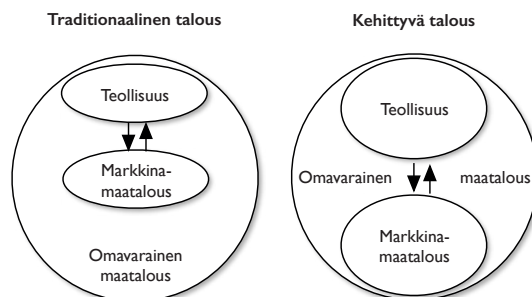 Traditionaalinen talous
Teollisuus
Markkina-
maatalous
Omavarainen
maatalous
Kehittyvä talous
Teollisuus
Omavarainen maatalous
Markkina-
maatalous